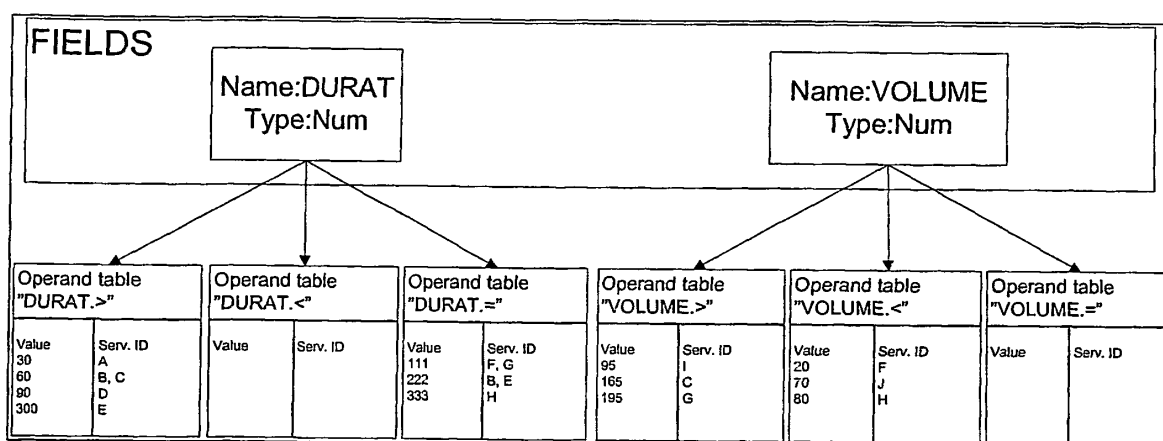 FIELDS
Name:DURAT
Type:Num
Name:VOLUME
Type:Num
Operand table
"DURAT.>"
Value Serv. ID
30 A
60 B, C
90 D
300 E
Operand table
"DURAT.<"
Value Serv. ID
Operand table
"DURAT.="
Value Serv. ID
111 F, G
222 B, E
333 H
Operand table
"VOLUME.>"
Value Serv. ID
95 I
165 C
195 G
Operand table
"VOLUME.<"
Value Serv. ID
20 F
70 J
80 H
Operand table
"VOLUME.="
Value Serv. ID